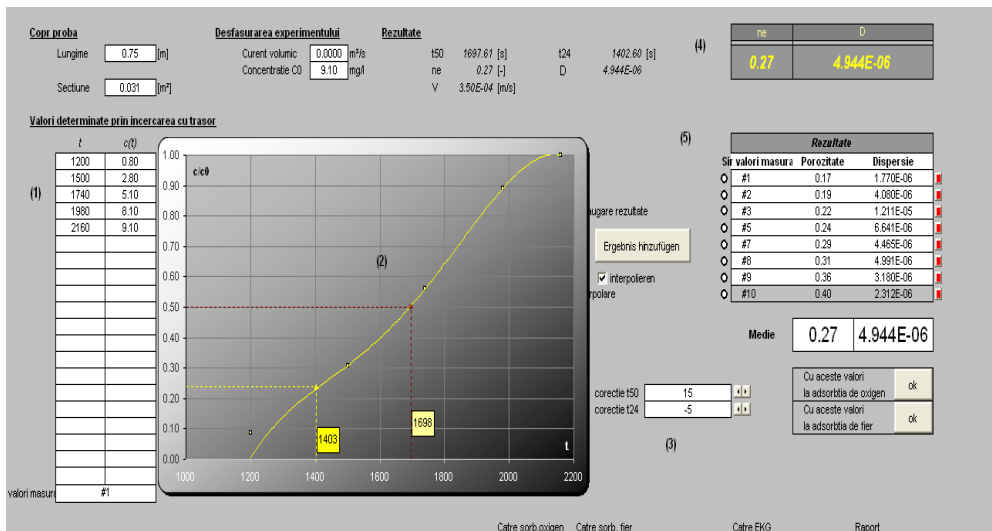 Copr proba
Lungime 0.75 [m]
Sectiune 0.031 [m²]
Desfasurarea experimentului
Curent volumic 0.0000 m³/s
Concentratie C0 9.10 mg/l
Rezultate
t50 1697.61 [s] t24 1402.60 [s]
ne 0.27 [-] D 4.944E-06
V 3.50E-04 [m/s]
(4)
ne D
0.27 4.944E-06
Valori determinate prin incercarea cu trasor
t c(t)
1200 0.80
1500 2.80
1740 5.10
1980 8.10
2160 9.10
(1)
valori masura #1
c/c0
1.00
0.90
0.80
0.70
0.60
0.50
0.40
0.30
0.20
0.10
0.00
(2)
1403
1698
t
1000 1200 1400 1600 1800 2000 2200
augare rezultate
Ergebnis hinzufügen
interpolieren
rpolare
(5)
Rezultate
Sir valori masura Porozitate Dispersie
#1 0.17 1.770E-06
#2 0.19 4.080E-06
#3 0.22 1.211E-05
#5 0.24 6.641E-06
#7 0.29 4.465E-06
#8 0.31 4.991E-06
#9 0.36 3.180E-06
#10 0.40 2.312E-06
Medie 0.27 4.944E-06
corectie t50 15
corectie t24 -5
(3)
Cu aceste valori
la adsorbtia de oxigen ok
Cu aceste valori
la adsorbtia de fier ok
Catre sorb.oxigen Catre sorb. fier Catre EKG Raport